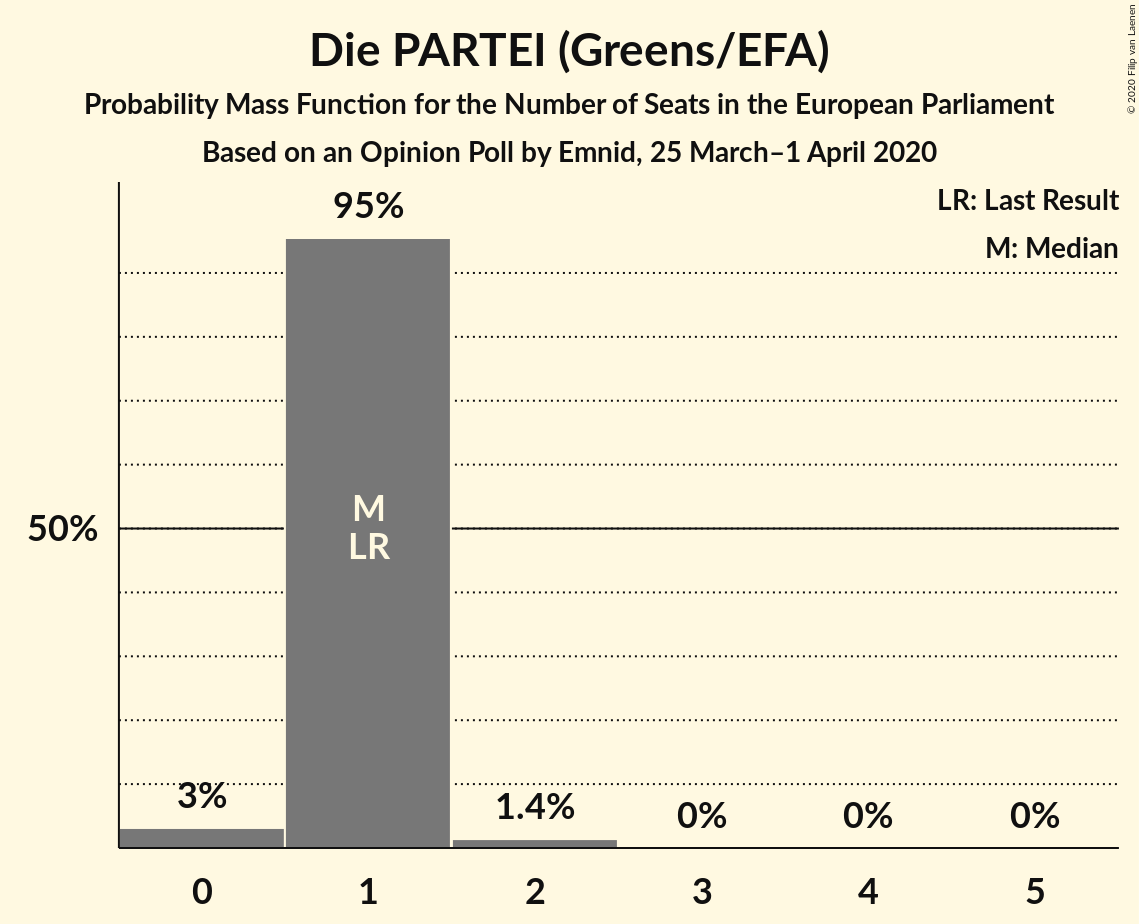 Die PARTEI (Greens/EFA)
Probability Mass Function for the Number of Seats in the European Parliament
Based on an Opinion Poll by Emnid, 25 March–1 April 2020
© 2020 Filip van Laenen
LR: Last Result
M: Median
95%
50%
M
LR
3%
1.4%
0%
0%
0%
0
1
2
3
4
5